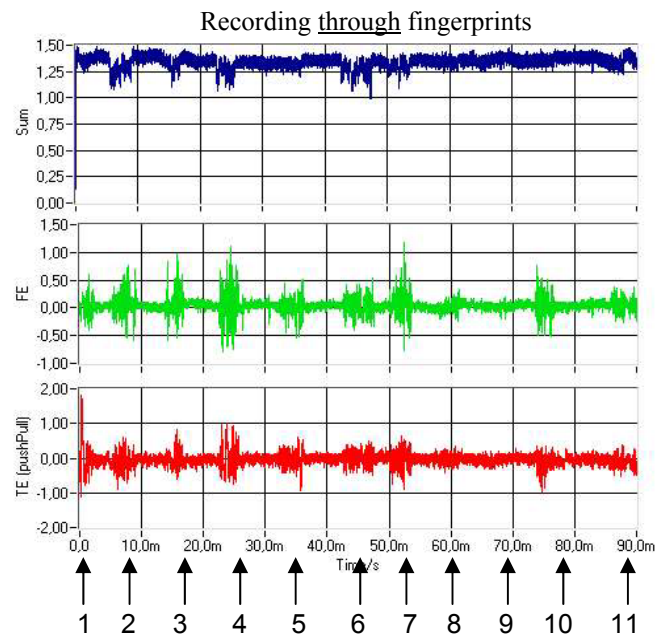 Recording through fingerprints
1,50
1,25
1,00
0,75
0,50
0,25
0,00
Sum
1,50
1,00
0,50
0,00
-0,50
-1,00
FE
2,00
1,00
0,00
-1,00
-2,00
TE (pushPull)
0,0 10,0m 20,0m 30,0m 40,0m 50,0m 60,0m 70,0m 80,0m 90,0m
Time/s
1 2 3 4 5 6 7 8 9 10 11